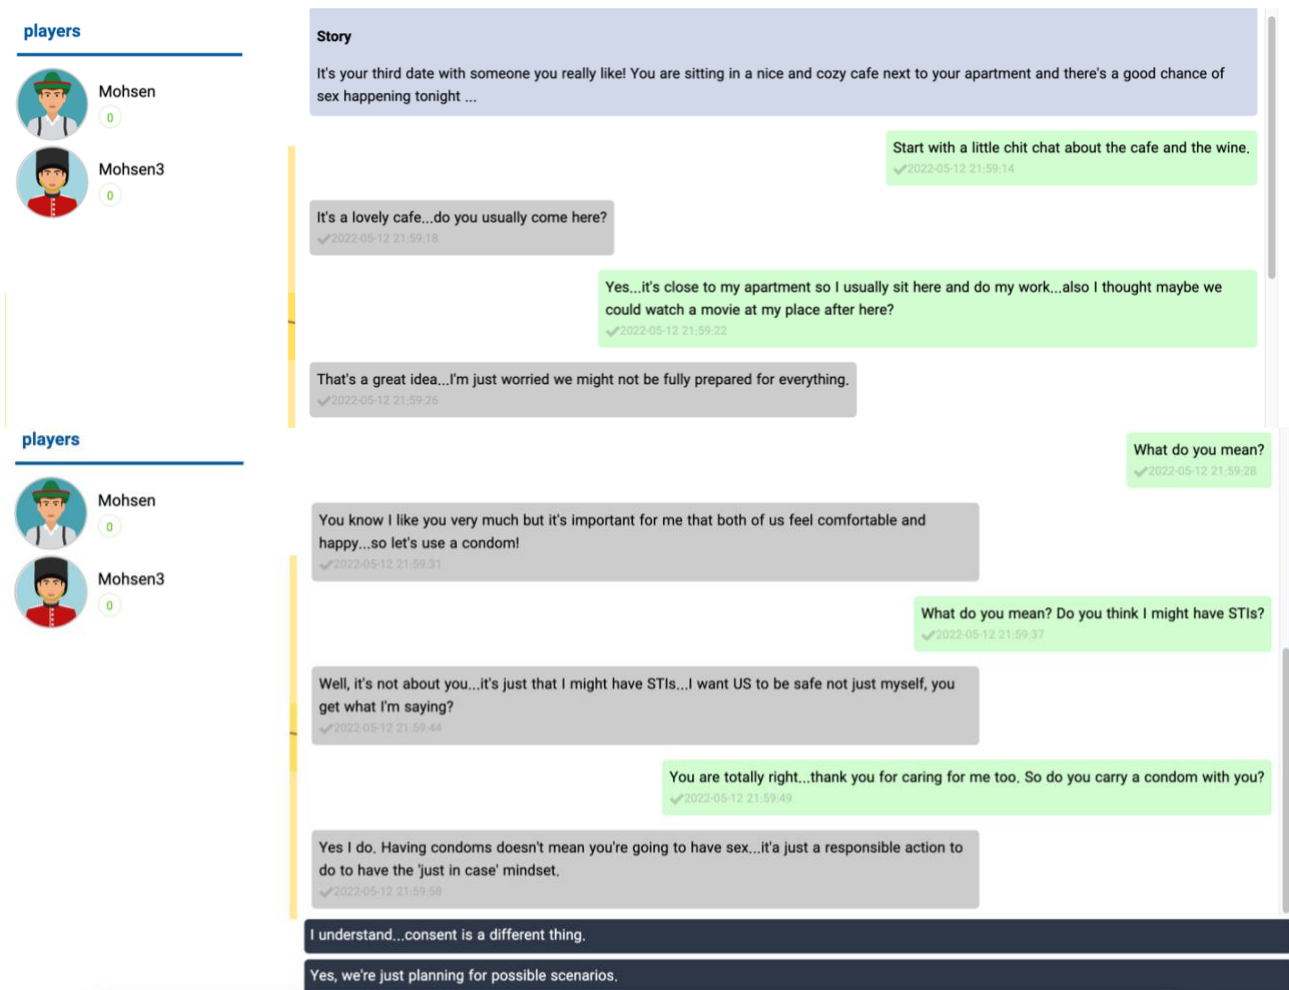 players
Mohsen
0
Mohsen3
0
Story
It's your third date with someone you really like! You are sitting in a nice and cozy cafe next to your apartment and there's a good chance of
sex happening tonight ...
Start with a little chit chat about the cafe and the wine.
2022-05-12 21:59:14
It's a lovely cafe...do you usually come here?
2022-05-12 21:59:18
Yes...it's close to my apartment so I usually sit here and do my work...also I thought maybe we
could watch a movie at my place after here?
2022-05-12 21:59:22
That's a great idea...I'm just worried we might not be fully prepared for everything.
2022-05-12 21:59:26
players
Mohsen
0
Mohsen3
0
What do you mean?
2022-05-12 21:59:28
You know I like you very much but it's important for me that both of us feel comfortable and
happy...so let's use a condom!
2022-05-12 21:59:31
What do you mean? Do you think I might have STIs?
2022-05-12 21:59:37
Well, it's not about you...it's just that I might have STIs...I want US to be safe not just myself, you
get what I'm saying?
2022-05-12 21:59:44
You are totally right...thank you for caring for me too. So do you carry a condom with you?
2022-05-12 21:59:49
Yes I do. Having condoms doesn't mean you're going to have sex...it'a just a responsible action to
do to have the 'just in case' mindset.
2022-05-12 21:59:58
I understand...consent is a different thing.
Yes, we're just planning for possible scenarios.